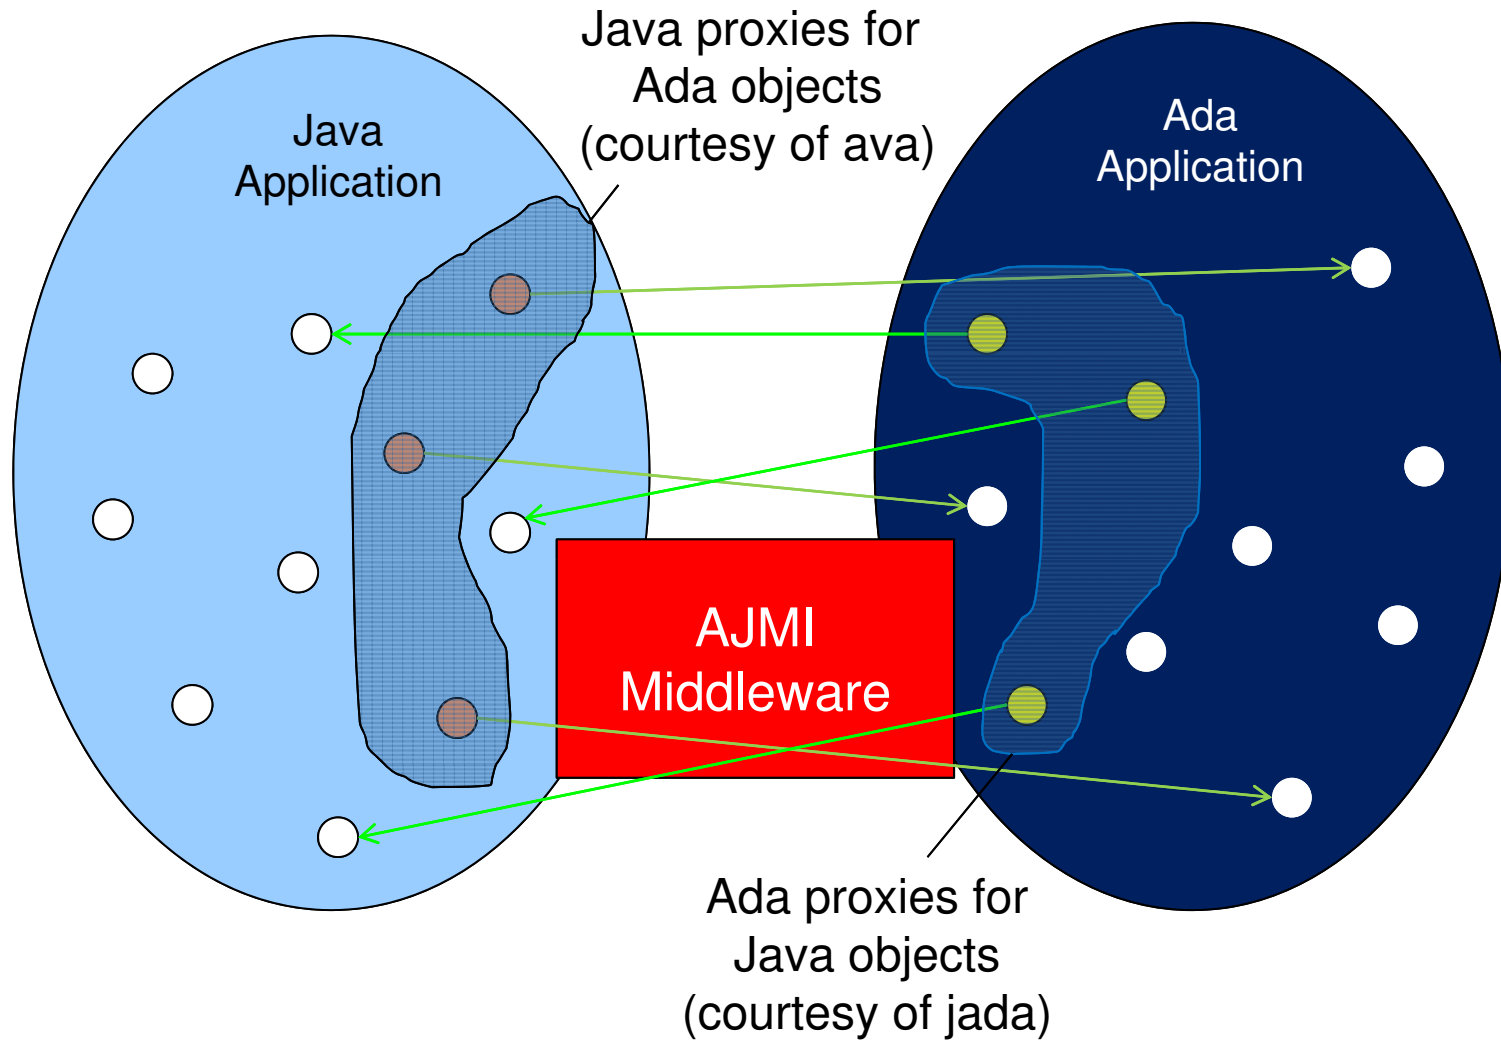 Java proxies for
Ada objects
(courtesy of ava)
Java
Application
Ada
Application
AJMI
Middleware
Ada proxies for
Java objects
(courtesy of jada)